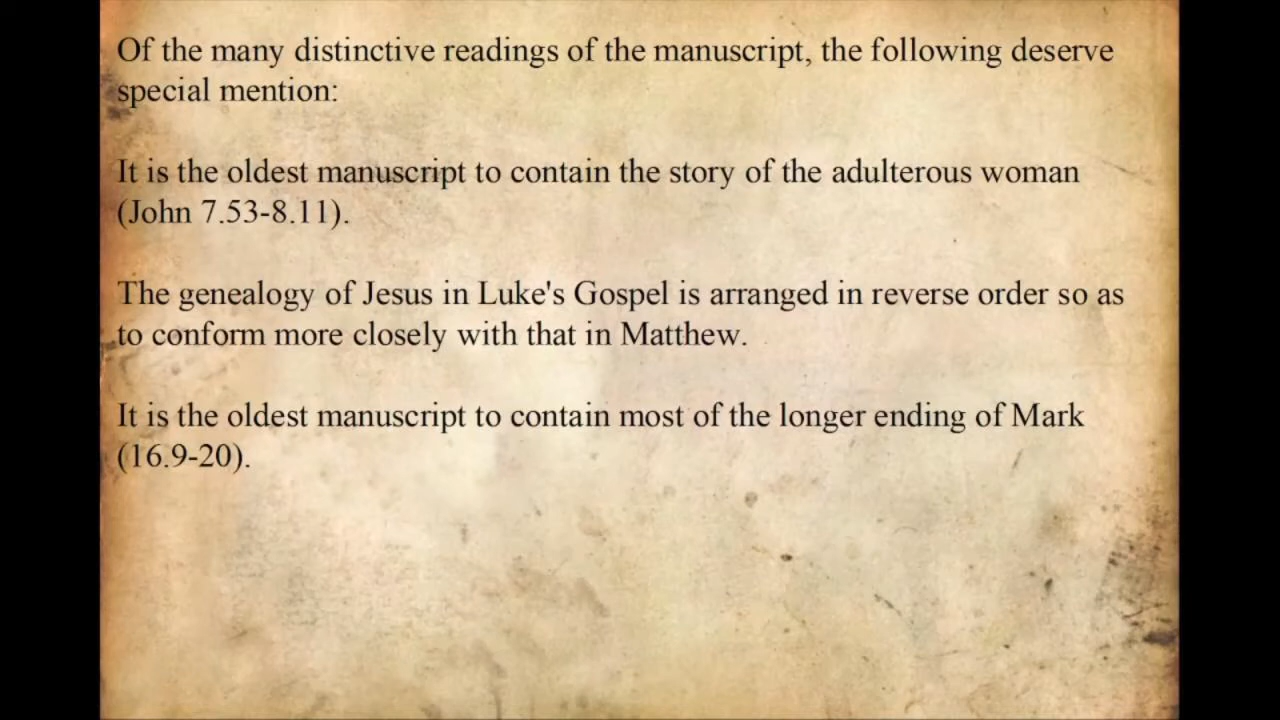 Of the many distinctive readings of the manuscript, the following deserve
special mention:
It is the oldest manuscript to contain the story of the adulterous woman
(John 7.53-8.11).
The genealogy of Jesus in Luke's Gospel is arranged in reverse order so as
to conform more closely with that in Matthew.
It is the oldest manuscript to contain most of the longer ending of Mark
(16.9-20).